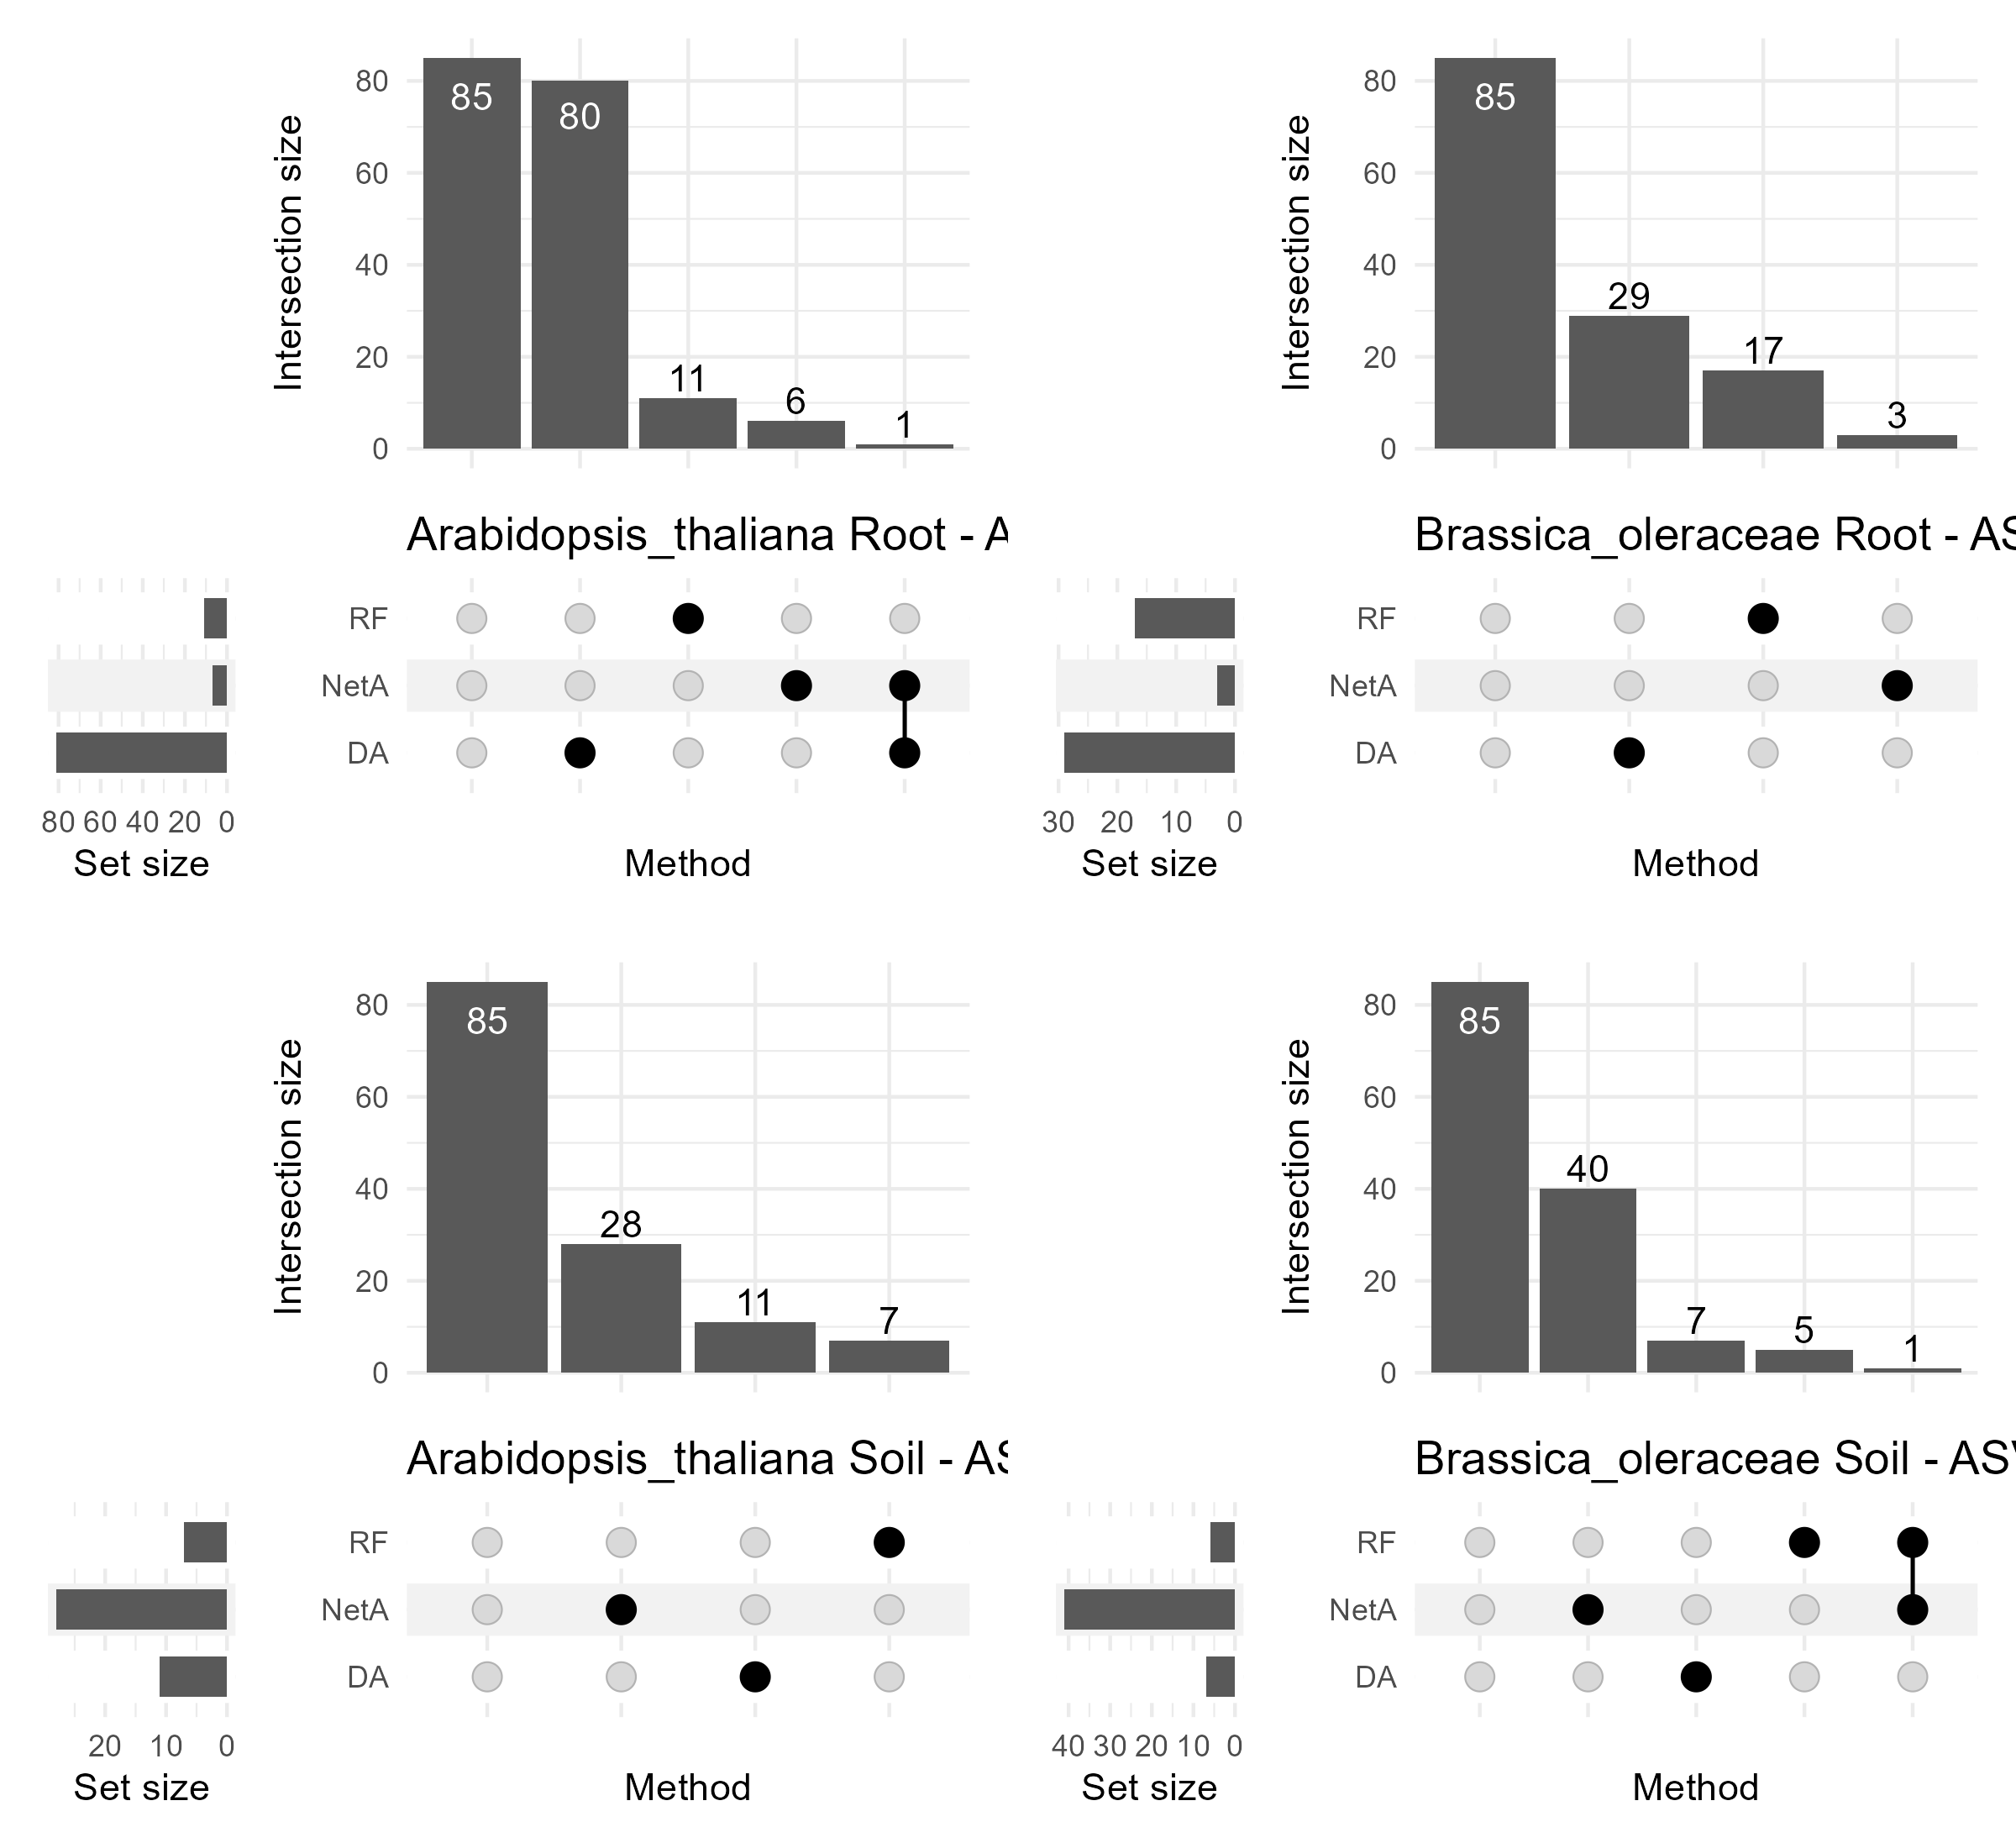 80
60
40
20
0
Intersection size
85
80
11
6
1
Arabidopsis_thaliana Root - A
RF
NetA
DA
80 60 40 20 0
Set size
Method
80
60
40
20
0
Intersection size
85
29
17
3
Brassica_oleraceae Root - AS
RF
NetA
DA
30 20 10 0
Set size
Method
80
60
40
20
0
Intersection size
85
28
11
7
Arabidopsis_thaliana Soil - AS
RF
NetA
DA
20 10 0
Set size
Method
80
60
40
20
0
Intersection size
85
40
7
5
1
Brassica_oleraceae Soil - ASV
RF
NetA
DA
40 30 20 10 0
Set size
Method